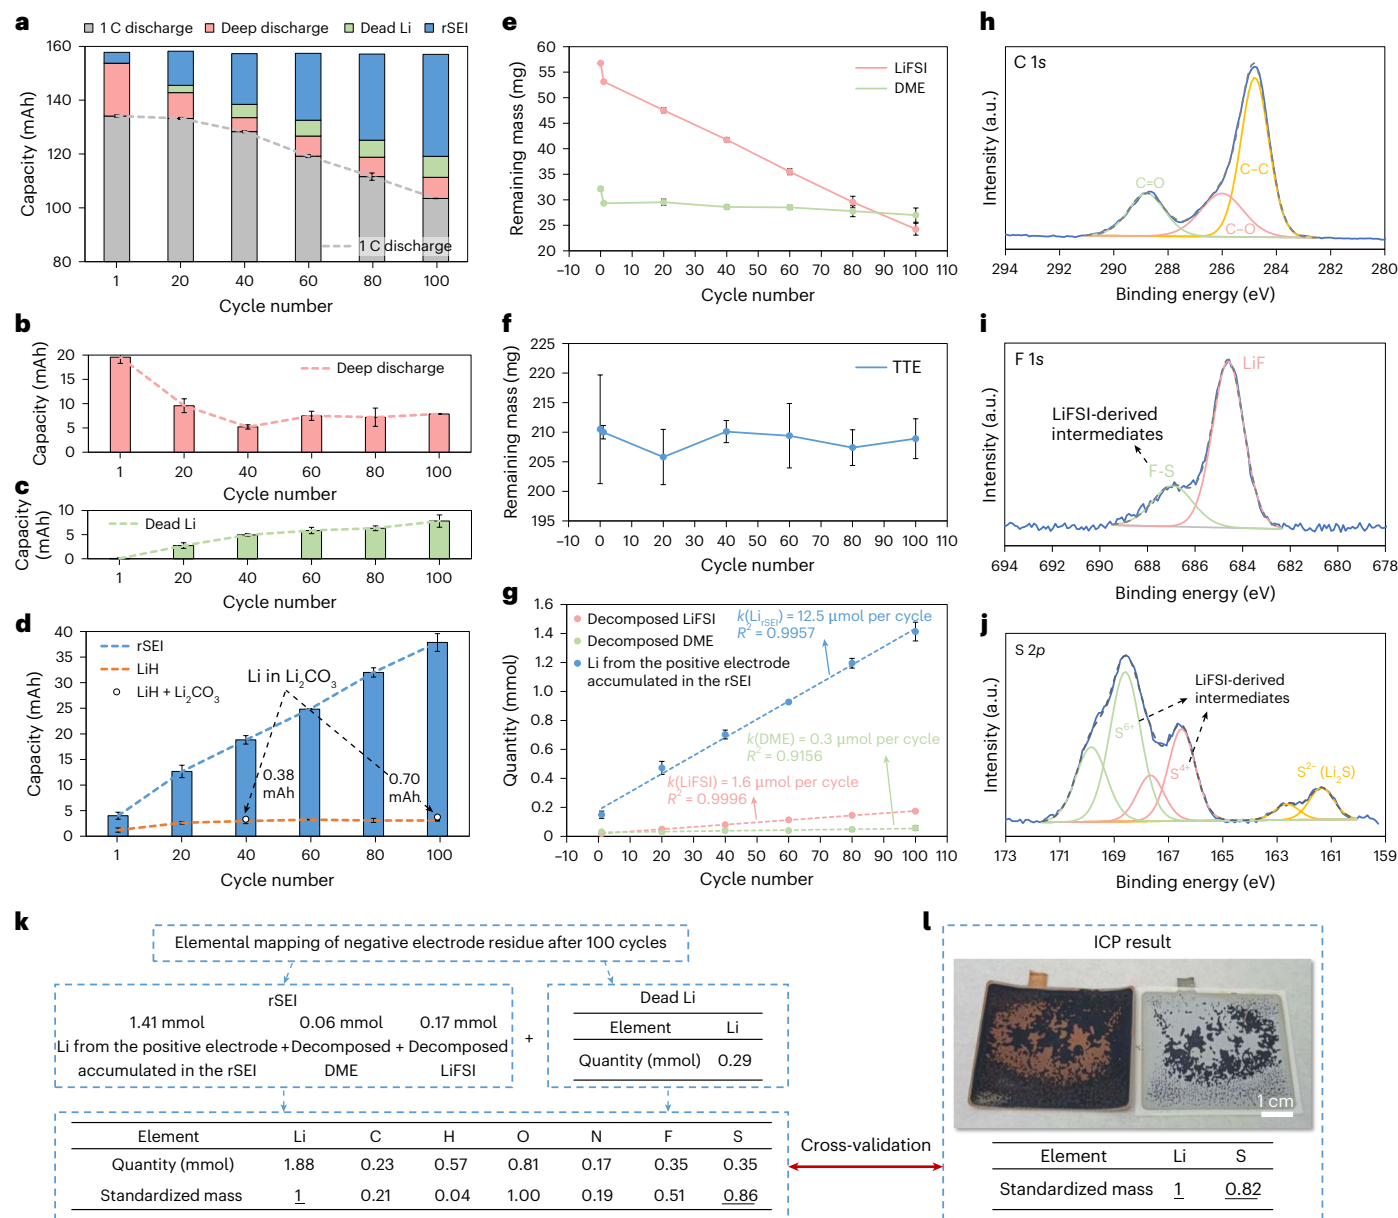 a
1 C discharge
Deep discharge
Dead Li
rSEI
160
140
120
100
80
Capacity (mAh)
1 C discharge
1 20 40 60 80 100
Cycle number
b
20
15
10
5
0
Capacity (mAh)
Deep discharge
1 20 40 60 80 100
Cycle number
c
10
5
0
Capacity
(mAh)
Dead Li
1 20 40 60 80 100
Cycle number
d
40
35
30
25
20
15
10
5
0
Capacity (mAh)
rSEI
LiH
LiH + Li₂CO₃
Li in Li₂CO₃
0.38
mAh
0.70
mAh
1 20 40 60 80 100
Cycle number
e
60
55
50
45
40
35
30
25
20
Remaining mass (mg)
LiFSI
DME
−10 0 10 20 30 40 50 60 70 80 90 100 110
Cycle number
f
225
220
215
210
205
200
195
Remaining mass (mg)
TTE
−10 0 10 20 30 40 50 60 70 80 90 100 110
Cycle number
g
1.6
1.4
1.2
1.0
0.8
0.6
0.4
0.2
0
Quantity (mmol)
Decomposed LiFSI
Decomposed DME
Li from the positive electrode
accumulated in the rSEI
k(Li_rSEI) = 12.5 µmol per cycle
R² = 0.9957
k(DME) = 0.3 µmol per cycle
R² = 0.9156
k(LiFSI) = 1.6 µmol per cycle
R² = 0.9996
−10 0 10 20 30 40 50 60 70 80 90 100 110
Cycle number
h
C 1s
Intensity (a.u.)
C=O
C–O
C–C
294 292 288 286 284 282 280
Binding energy (eV)
i
F 1s
Intensity (a.u.)
LiF
LiFSI-derived
intermediates
F-S
694 692 690 688 686 684 682 680 678
Binding energy (eV)
j
S 2p
Intensity (a.u.)
LiFSI-derived
intermediates
S⁶⁺
S⁴⁺
S²⁻ (Li₂S)
173 171 169 167 165 163 161 159
Binding energy (eV)
k
Elemental mapping of negative electrode residue after 100 cycles
rSEI
1.41 mmol 0.06 mmol 0.17 mmol
Li from the positive electrode + Decomposed + Decomposed
accumulated in the rSEI DME LiFSI
+
Dead Li
Element Li
Quantity (mmol) 0.29
Element Li C H O N F S
Quantity (mmol) 1.88 0.23 0.57 0.81 0.17 0.35 0.35
Standardized mass 1 0.21 0.04 1.00 0.19 0.51 0.86
Cross-validation
l
ICP result
1 cm
Element Li S
Standardized mass 1 0.82